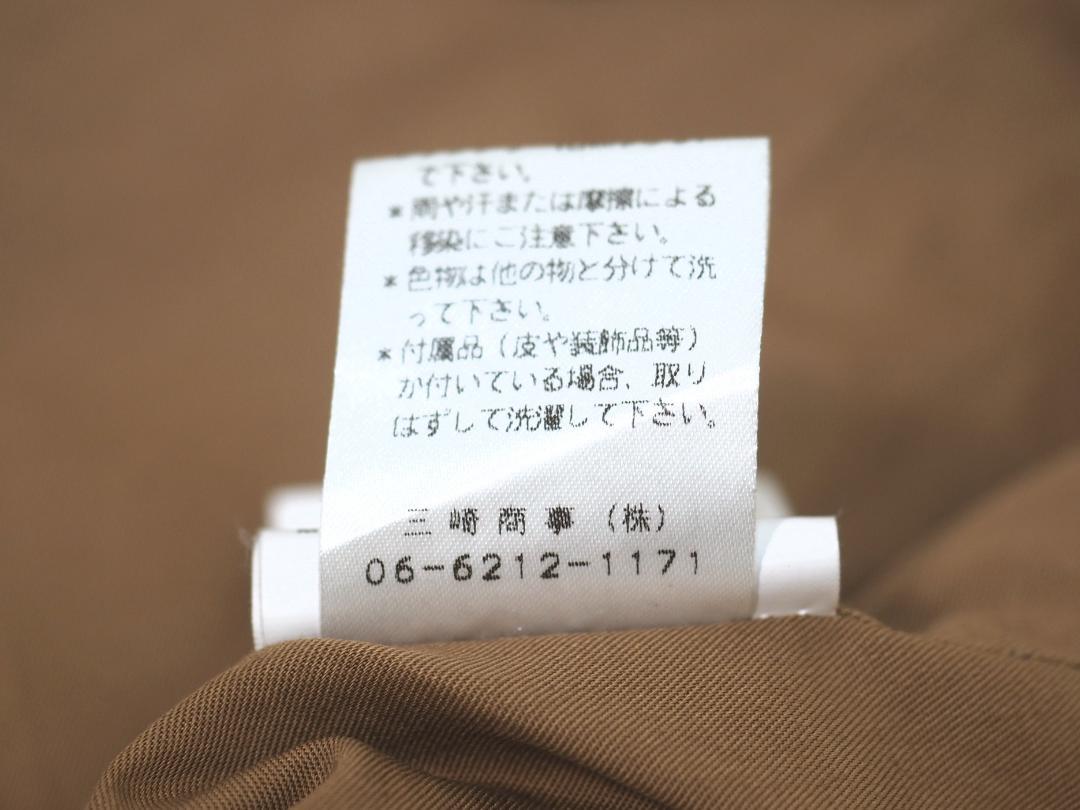 て下さい。
* 雨や汗または摩擦による
移染にご注意下さい。
* 色物は他の物と分けて洗
って下さい。
* 付属品（皮や装飾品等）
が付いている場合、取り
はずして洗濯して下さい。
三崎商事（株）
06-6212-1171